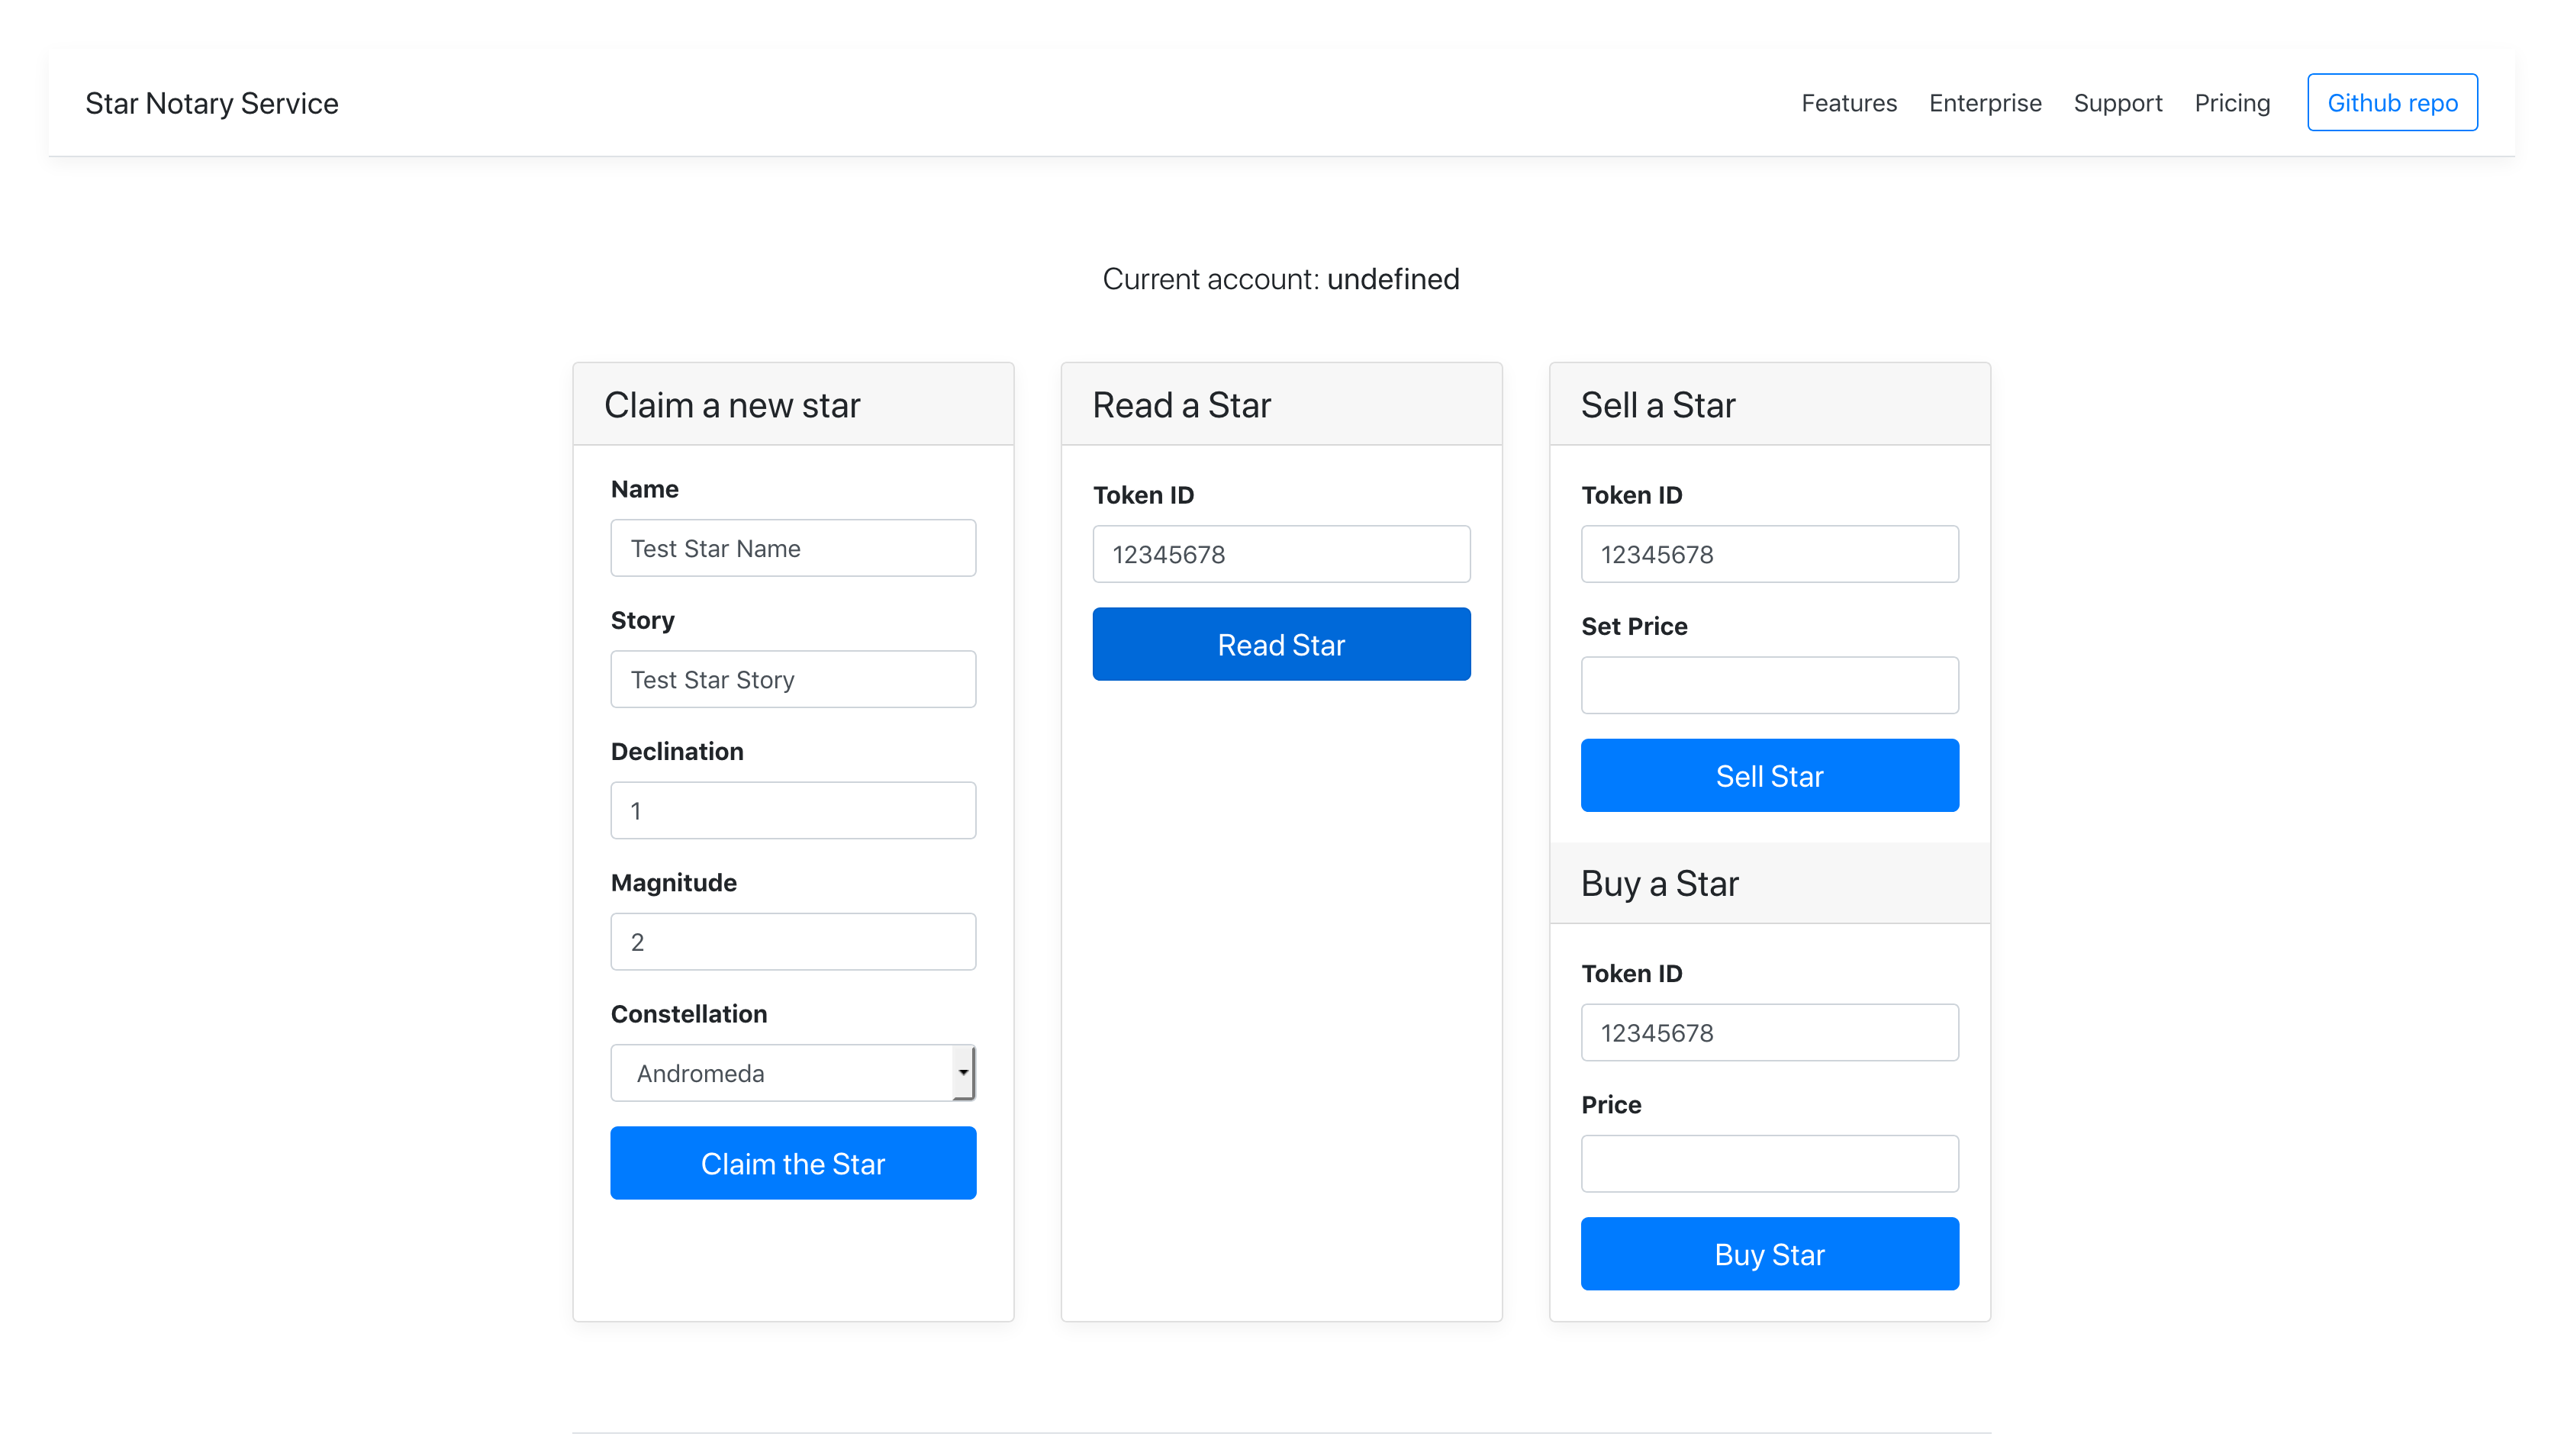 Star Notary Service
Features Enterprise Support Pricing Github repo
Current account: undefined
Claim a new star
Name
Test Star Name
Story
Test Star Story
Declination
1
Magnitude
2
Constellation
Andromeda
Claim the Star
Read a Star
Token ID
12345678
Read Star
Sell a Star
Token ID
12345678
Set Price
Sell Star
Buy a Star
Token ID
12345678
Price
Buy Star